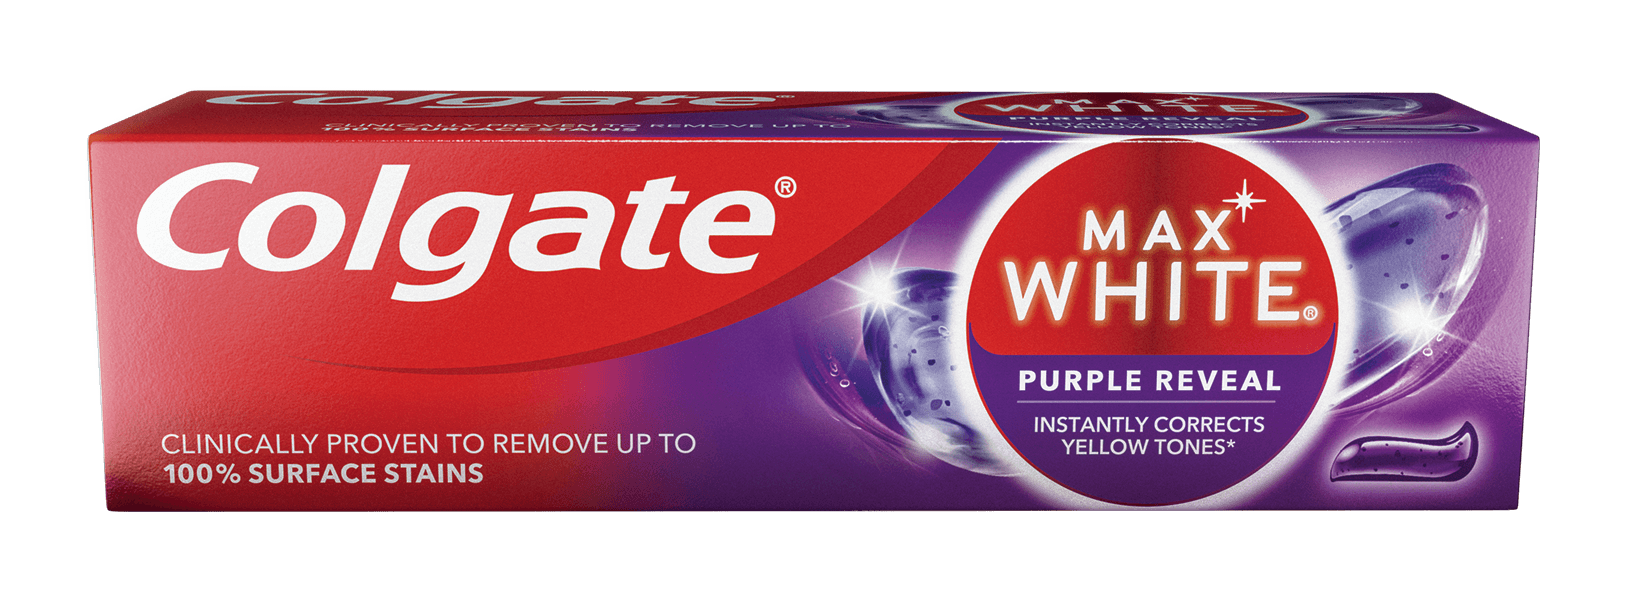 Colgate®
CLINICALLY PROVEN TO REMOVE UP TO
100% SURFACE STAINS
MAX
WHITE
PURPLE REVEAL
INSTANTLY CORRECTS
YELLOW TONES*
Colgate®
MAX
WHITE®
PURPLE REVEAL
INSTANTLY CORRECTS
YELLOW TONES*
CLINICALLY PROVEN TO REMOVE UP TO
100% SURFACE STAINS